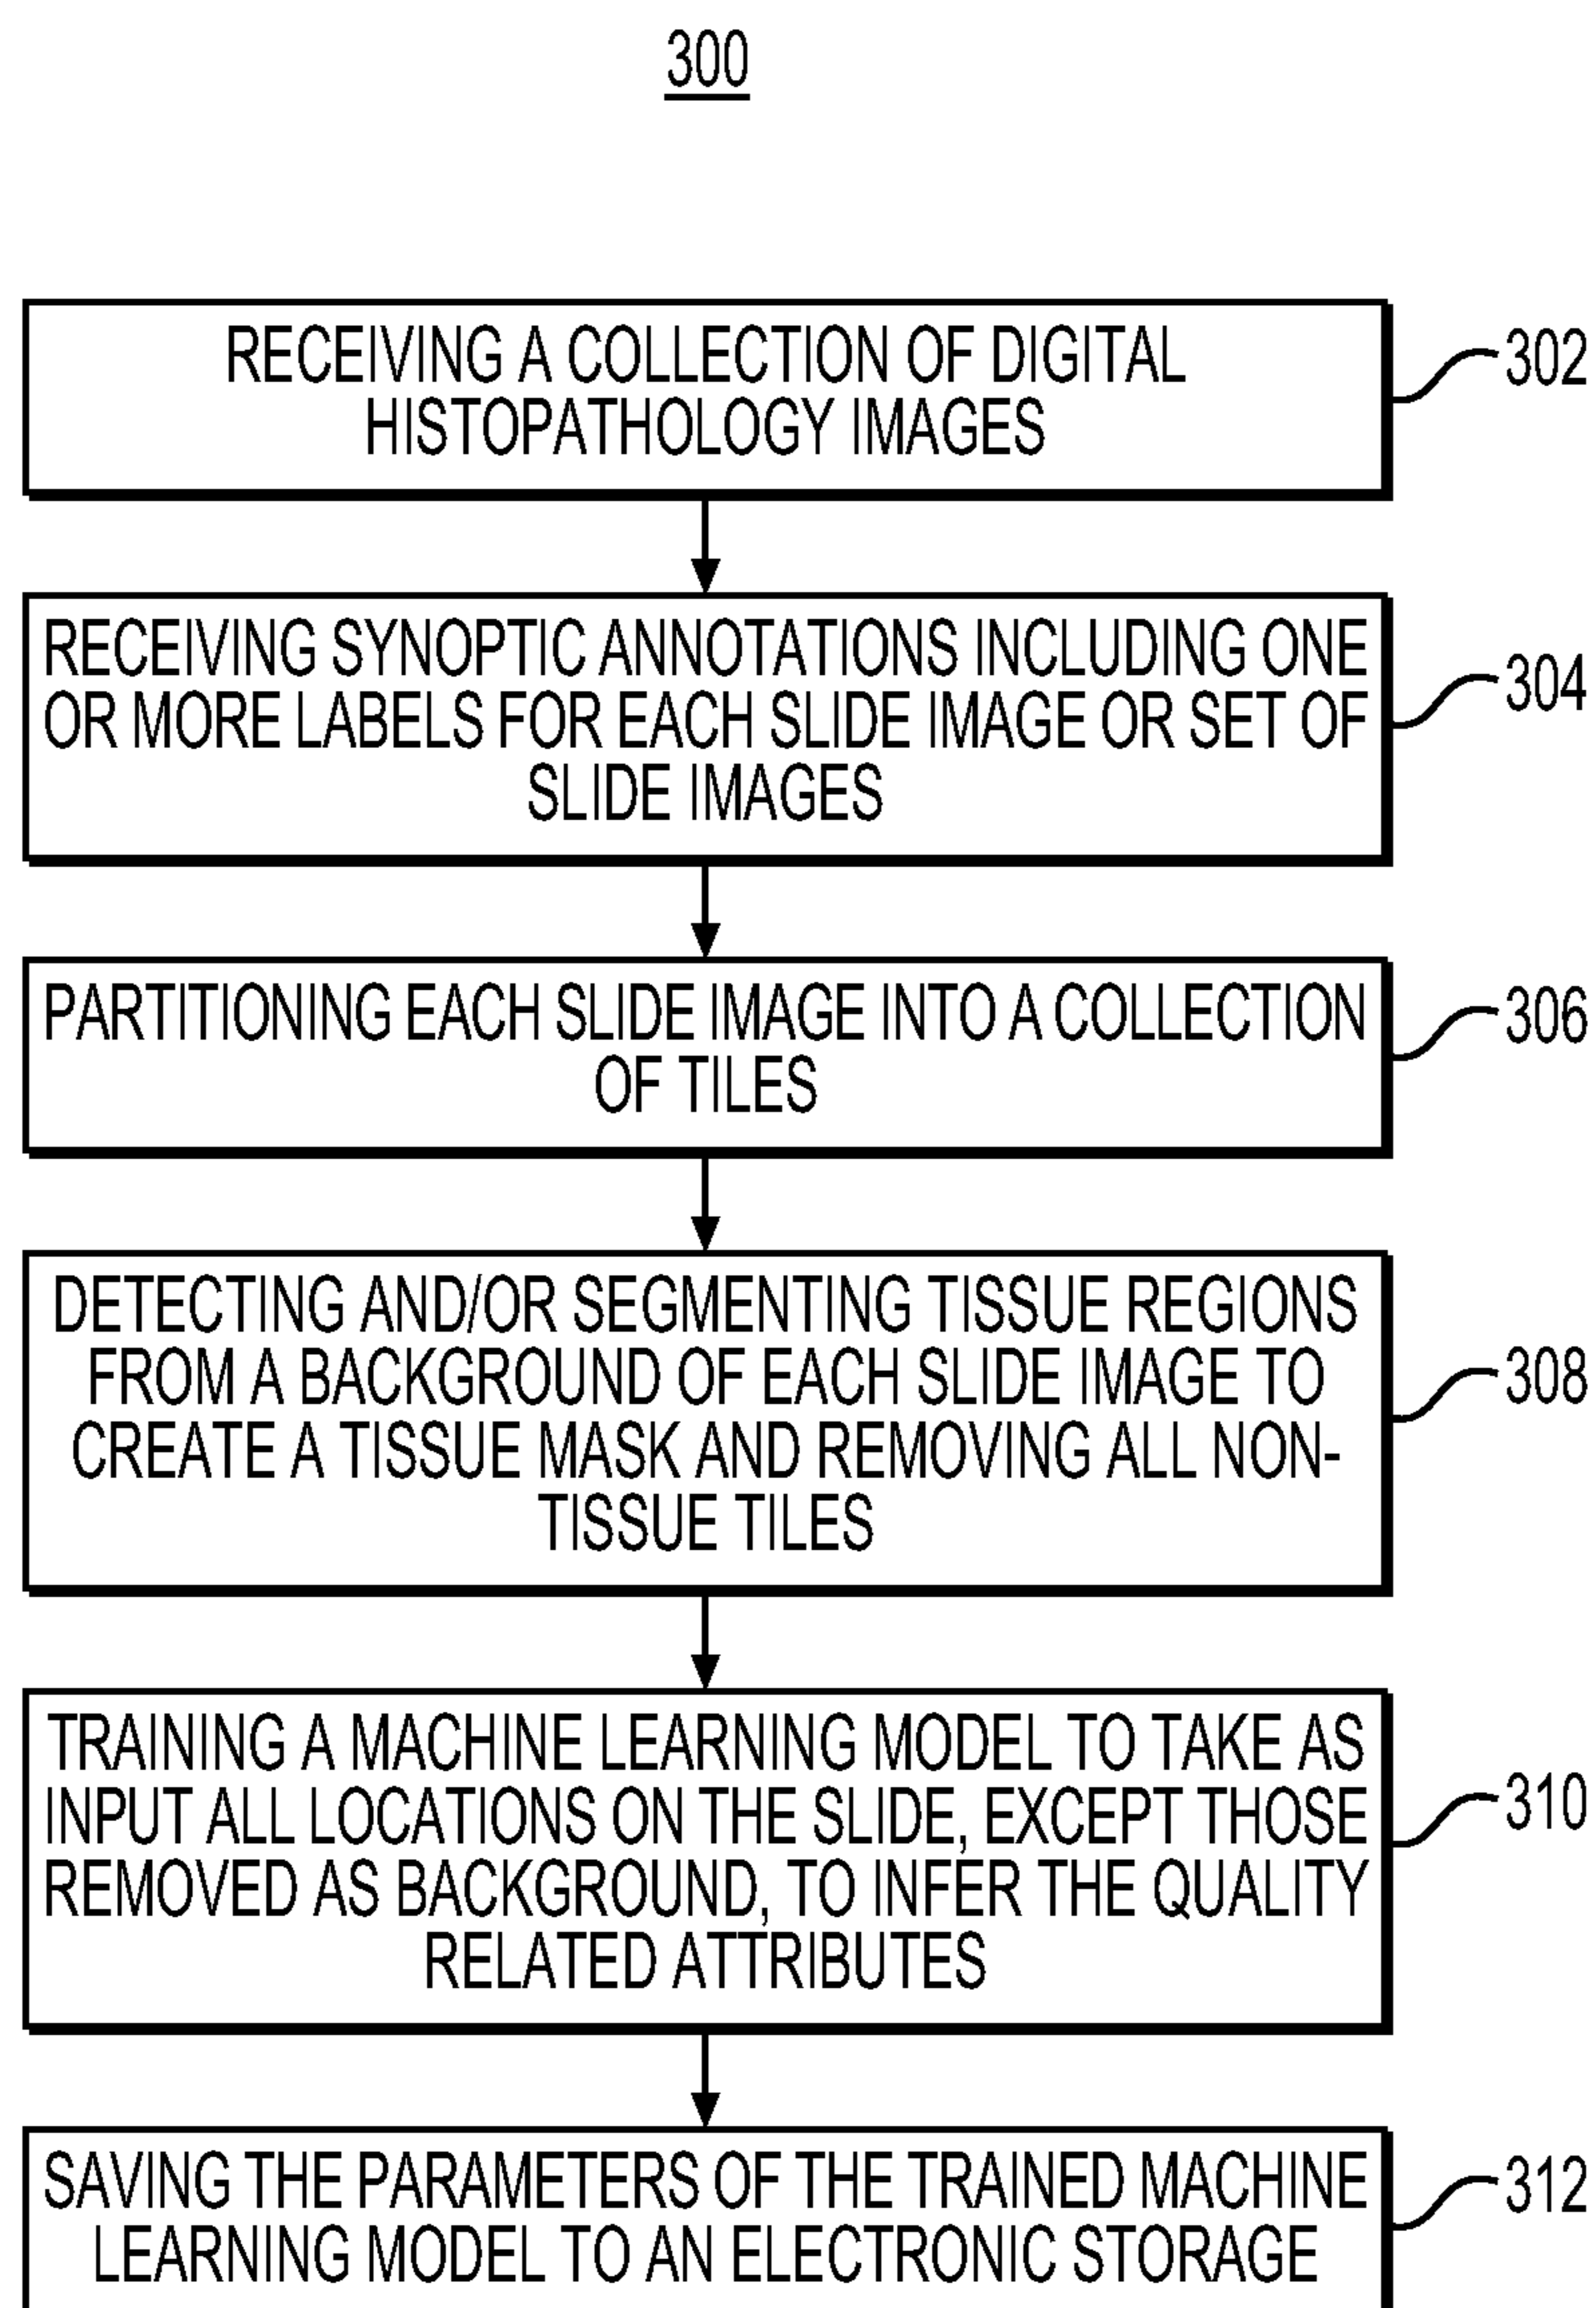 300
RECEIVING A COLLECTION OF DIGITAL
HISTOPATHOLOGY IMAGES
302
RECEIVING SYNOPTIC ANNOTATIONS INCLUDING ONE
OR MORE LABELS FOR EACH SLIDE IMAGE OR SET OF
SLIDE IMAGES
304
PARTITIONING EACH SLIDE IMAGE INTO A COLLECTION
OF TILES
306
DETECTING AND/OR SEGMENTING TISSUE REGIONS
FROM A BACKGROUND OF EACH SLIDE IMAGE TO
CREATE A TISSUE MASK AND REMOVING ALL NON-
TISSUE TILES
308
TRAINING A MACHINE LEARNING MODEL TO TAKE AS
INPUT ALL LOCATIONS ON THE SLIDE, EXCEPT THOSE
REMOVED AS BACKGROUND, TO INFER THE QUALITY
RELATED ATTRIBUTES
310
SAVING THE PARAMETERS OF THE TRAINED MACHINE
LEARNING MODEL TO AN ELECTRONIC STORAGE
312